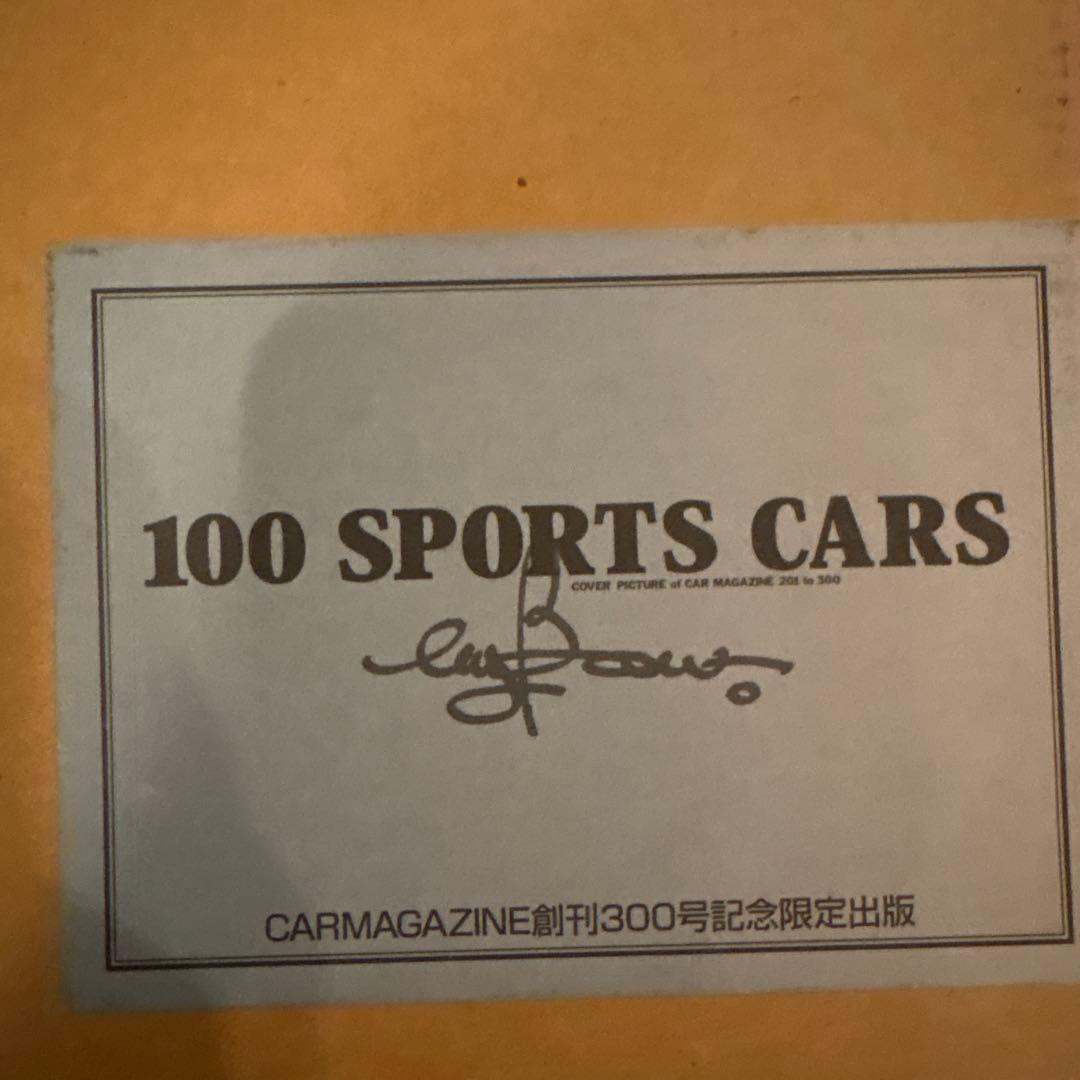 100 SPORTS CARS
COVER PICTURE of CAR MAGAZINE 201 to 300
CARMAGAZINE創刊300号記念限定出版